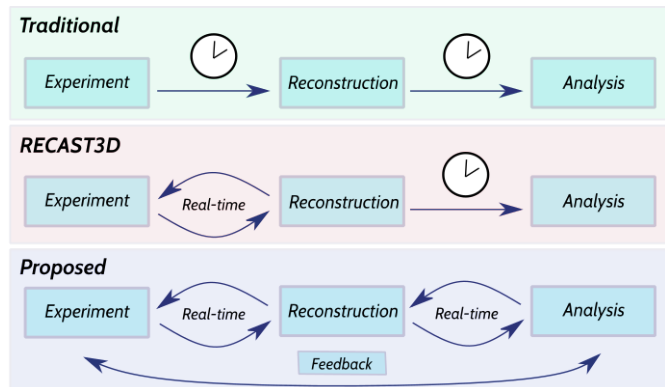 Traditional
Experiment
Reconstruction
Analysis
RECAST3D
Experiment
Real-time
Reconstruction
Analysis
Proposed
Experiment
Real-time
Reconstruction
Real-time
Analysis
Feedback